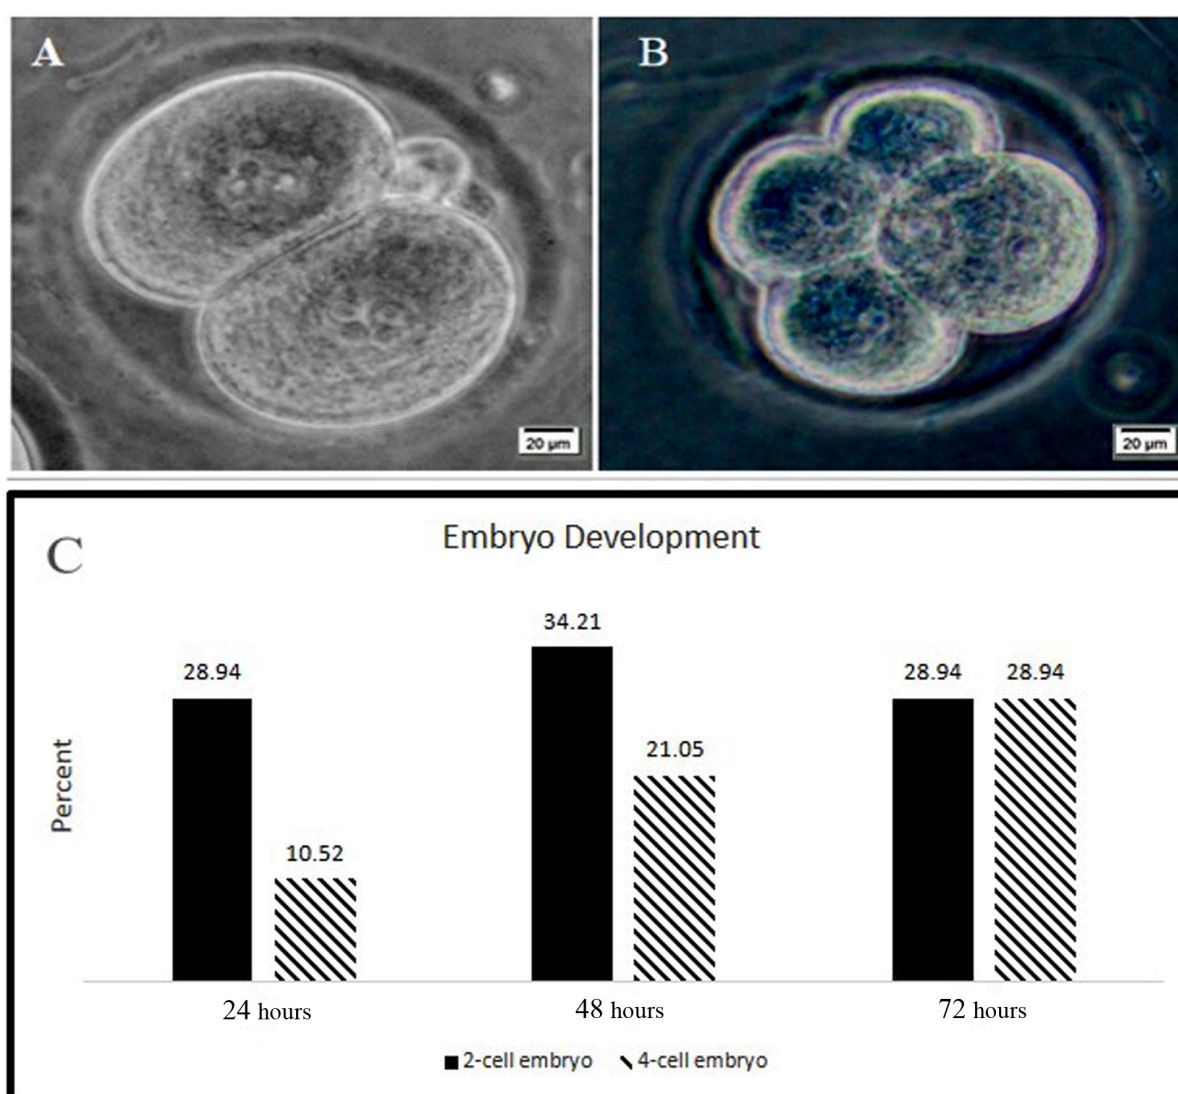 A
B
20 µm
20 µm
C
Embryo Development
34.21
28.94
28.94
28.94
21.05
10.52
Percent
24 hours
48 hours
72 hours
2-cell embryo
4-cell embryo